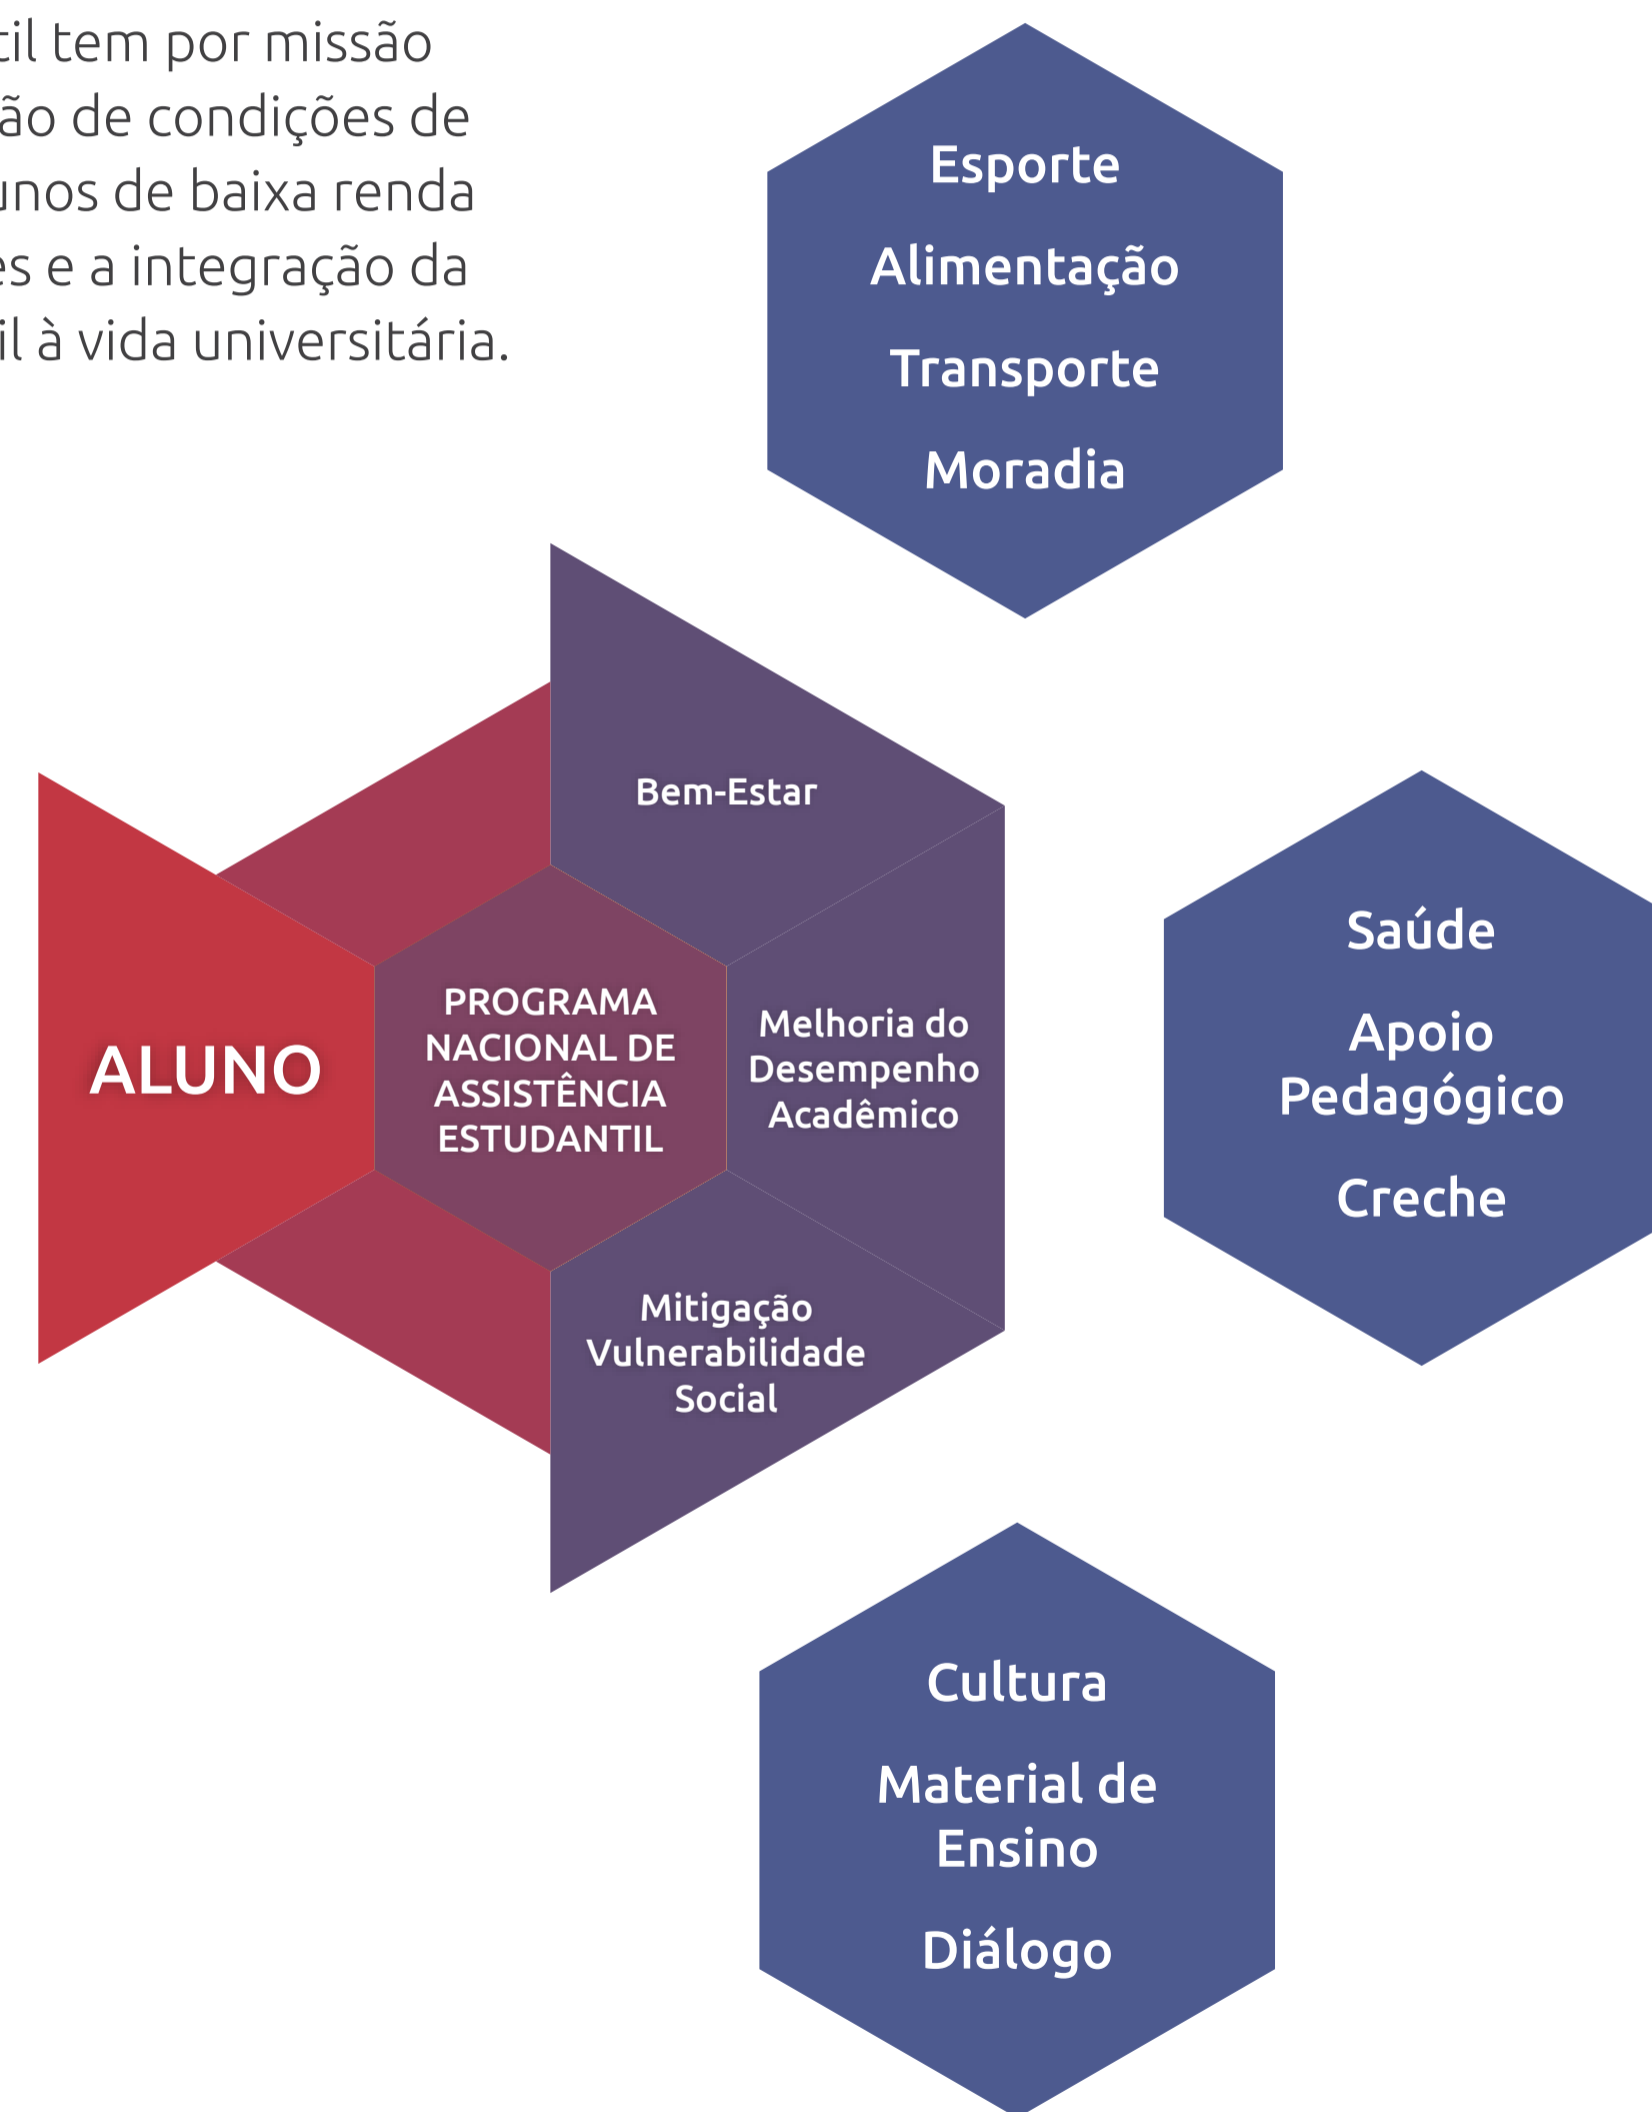 til tem por missão
ão de condições de
unos de baixa renda
es e a integração da
il à vida universitária.
Esporte
Alimentação
Transporte
Moradia
Bem-Estar
ALUNO
PROGRAMA
NACIONAL DE
ASSISTÊNCIA
ESTUDANTIL
Melhoria do
Desempenho
Acadêmico
Mitigação
Vulnerabilidade
Social
Saúde
Apoio
Pedagógico
Creche
Cultura
Material de
Ensino
Diálogo